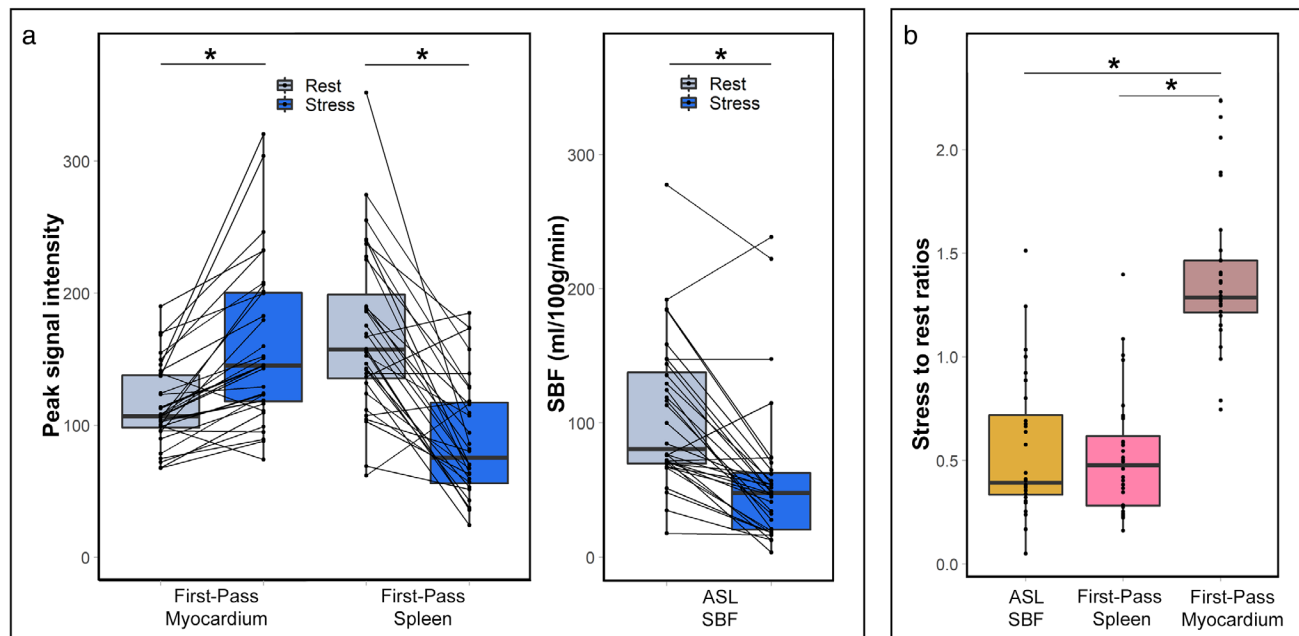 a
Peak signal intensity
300
200
100
0
*
*
Rest
Stress
First-Pass
Myocardium
First-Pass
Spleen
SBF (ml/100g/min)
300
200
100
0
*
Rest
Stress
ASL
SBF
b
Stress to rest ratios
2.0
1.5
1.0
0.5
0.0
*
*
ASL
SBF
First-Pass
Spleen
First-Pass
Myocardium